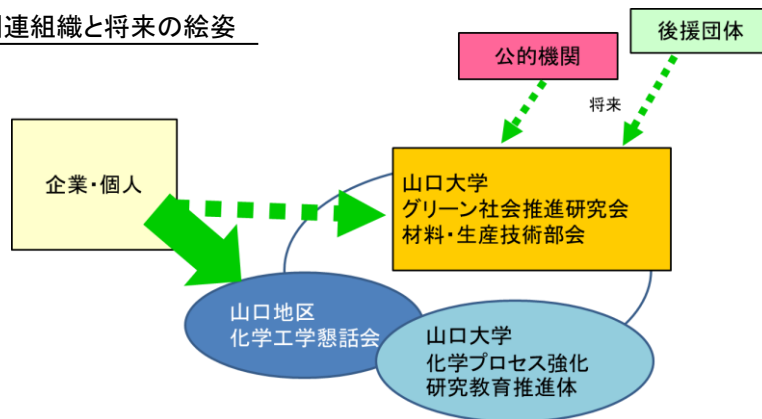 連組織と将来の絵姿
後援団体
公的機関
将来
企業・個人
山口大学
グリーン社会推進研究会
材料・生産技術部会
山口地区
化学工学懇話会
山口大学
化学プロセス強化
研究教育推進体